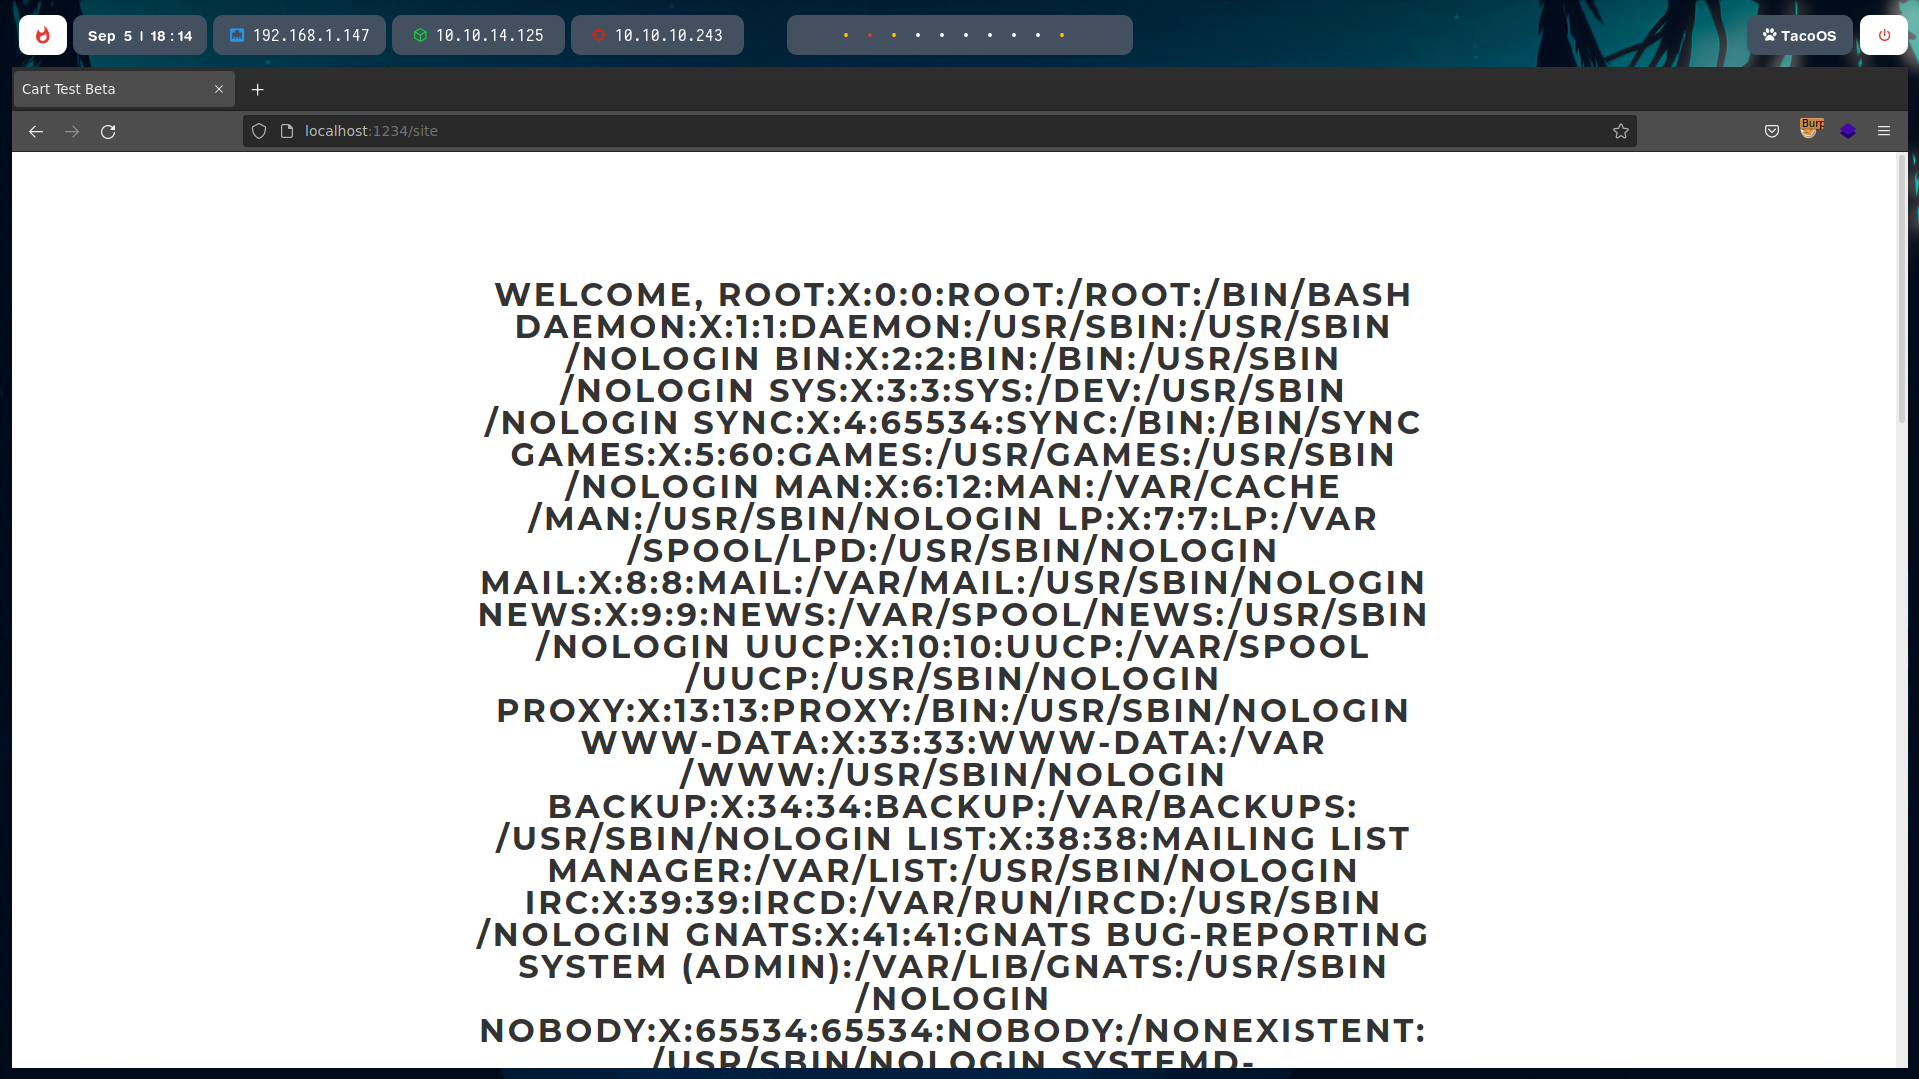 Sep 5 | 18:14
192.168.1.147
10.10.14.125
10.10.10.243
TacoOS
Cart Test Beta
localhost:1234/site
Burp
WELCOME, ROOT:X:0:0:ROOT:/ROOT:/BIN/BASH
DAEMON:X:1:1:DAEMON:/USR/SBIN:/USR/SBIN
/NOLOGIN BIN:X:2:2:BIN:/BIN:/USR/SBIN
/NOLOGIN SYS:X:3:3:SYS:/DEV:/USR/SBIN
/NOLOGIN SYNC:X:4:65534:SYNC:/BIN:/BIN/SYNC
GAMES:X:5:60:GAMES:/USR/GAMES:/USR/SBIN
/NOLOGIN MAN:X:6:12:MAN:/VAR/CACHE
/MAN:/USR/SBIN/NOLOGIN LP:X:7:7:LP:/VAR
/SPOOL/LPD:/USR/SBIN/NOLOGIN
MAIL:X:8:8:MAIL:/VAR/MAIL:/USR/SBIN/NOLOGIN
NEWS:X:9:9:NEWS:/VAR/SPOOL/NEWS:/USR/SBIN
/NOLOGIN UUCP:X:10:10:UUCP:/VAR/SPOOL
/UUCP:/USR/SBIN/NOLOGIN
PROXY:X:13:13:PROXY:/BIN:/USR/SBIN/NOLOGIN
WWW-DATA:X:33:33:WWW-DATA:/VAR
/WWW:/USR/SBIN/NOLOGIN
BACKUP:X:34:34:BACKUP:/VAR/BACKUPS:
/USR/SBIN/NOLOGIN LIST:X:38:38:MAILING LIST
MANAGER:/VAR/LIST:/USR/SBIN/NOLOGIN
IRC:X:39:39:IRCD:/VAR/RUN/IRCD:/USR/SBIN
/NOLOGIN GNATS:X:41:41:GNATS BUG-REPORTING
SYSTEM (ADMIN):/VAR/LIB/GNATS:/USR/SBIN
/NOLOGIN
NOBODY:X:65534:65534:NOBODY:/NONEXISTENT:
/USR/SBIN/NOLOGIN SYSTEMD-